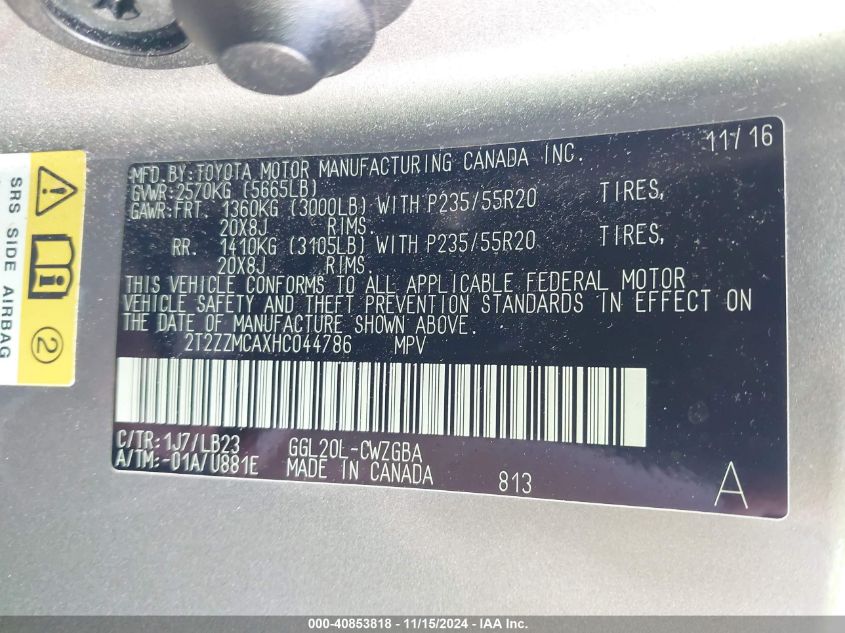 MFD.BY:TOYOTA MOTOR MANUFACTURING CANADA INC. 11/16
GVWR:2570KG (5665LB)
GAWR:FRT. 1360KG (3000LB) WITH P235/55R20 TIRES,
20X8J RIMS.
RR. 1410KG (3105LB) WITH P235/55R20 TIRES,
20X8J RIMS.
THIS VEHICLE CONFORMS TO ALL APPLICABLE FEDERAL MOTOR
VEHICLE SAFETY AND THEFT PREVENTION STANDARDS IN EFFECT ON
THE DATE OF MANUFACTURE SHOWN ABOVE.
2T2ZZMCAXHC044786 MPV
C/TR:1J7/LB23 GGL20L-CWZGBA
A/TM:-01A/U881E MADE IN CANADA 813 A
SRS SIDE AIRBAG
2
000-40853818 - 11/15/2024 - IAA Inc.